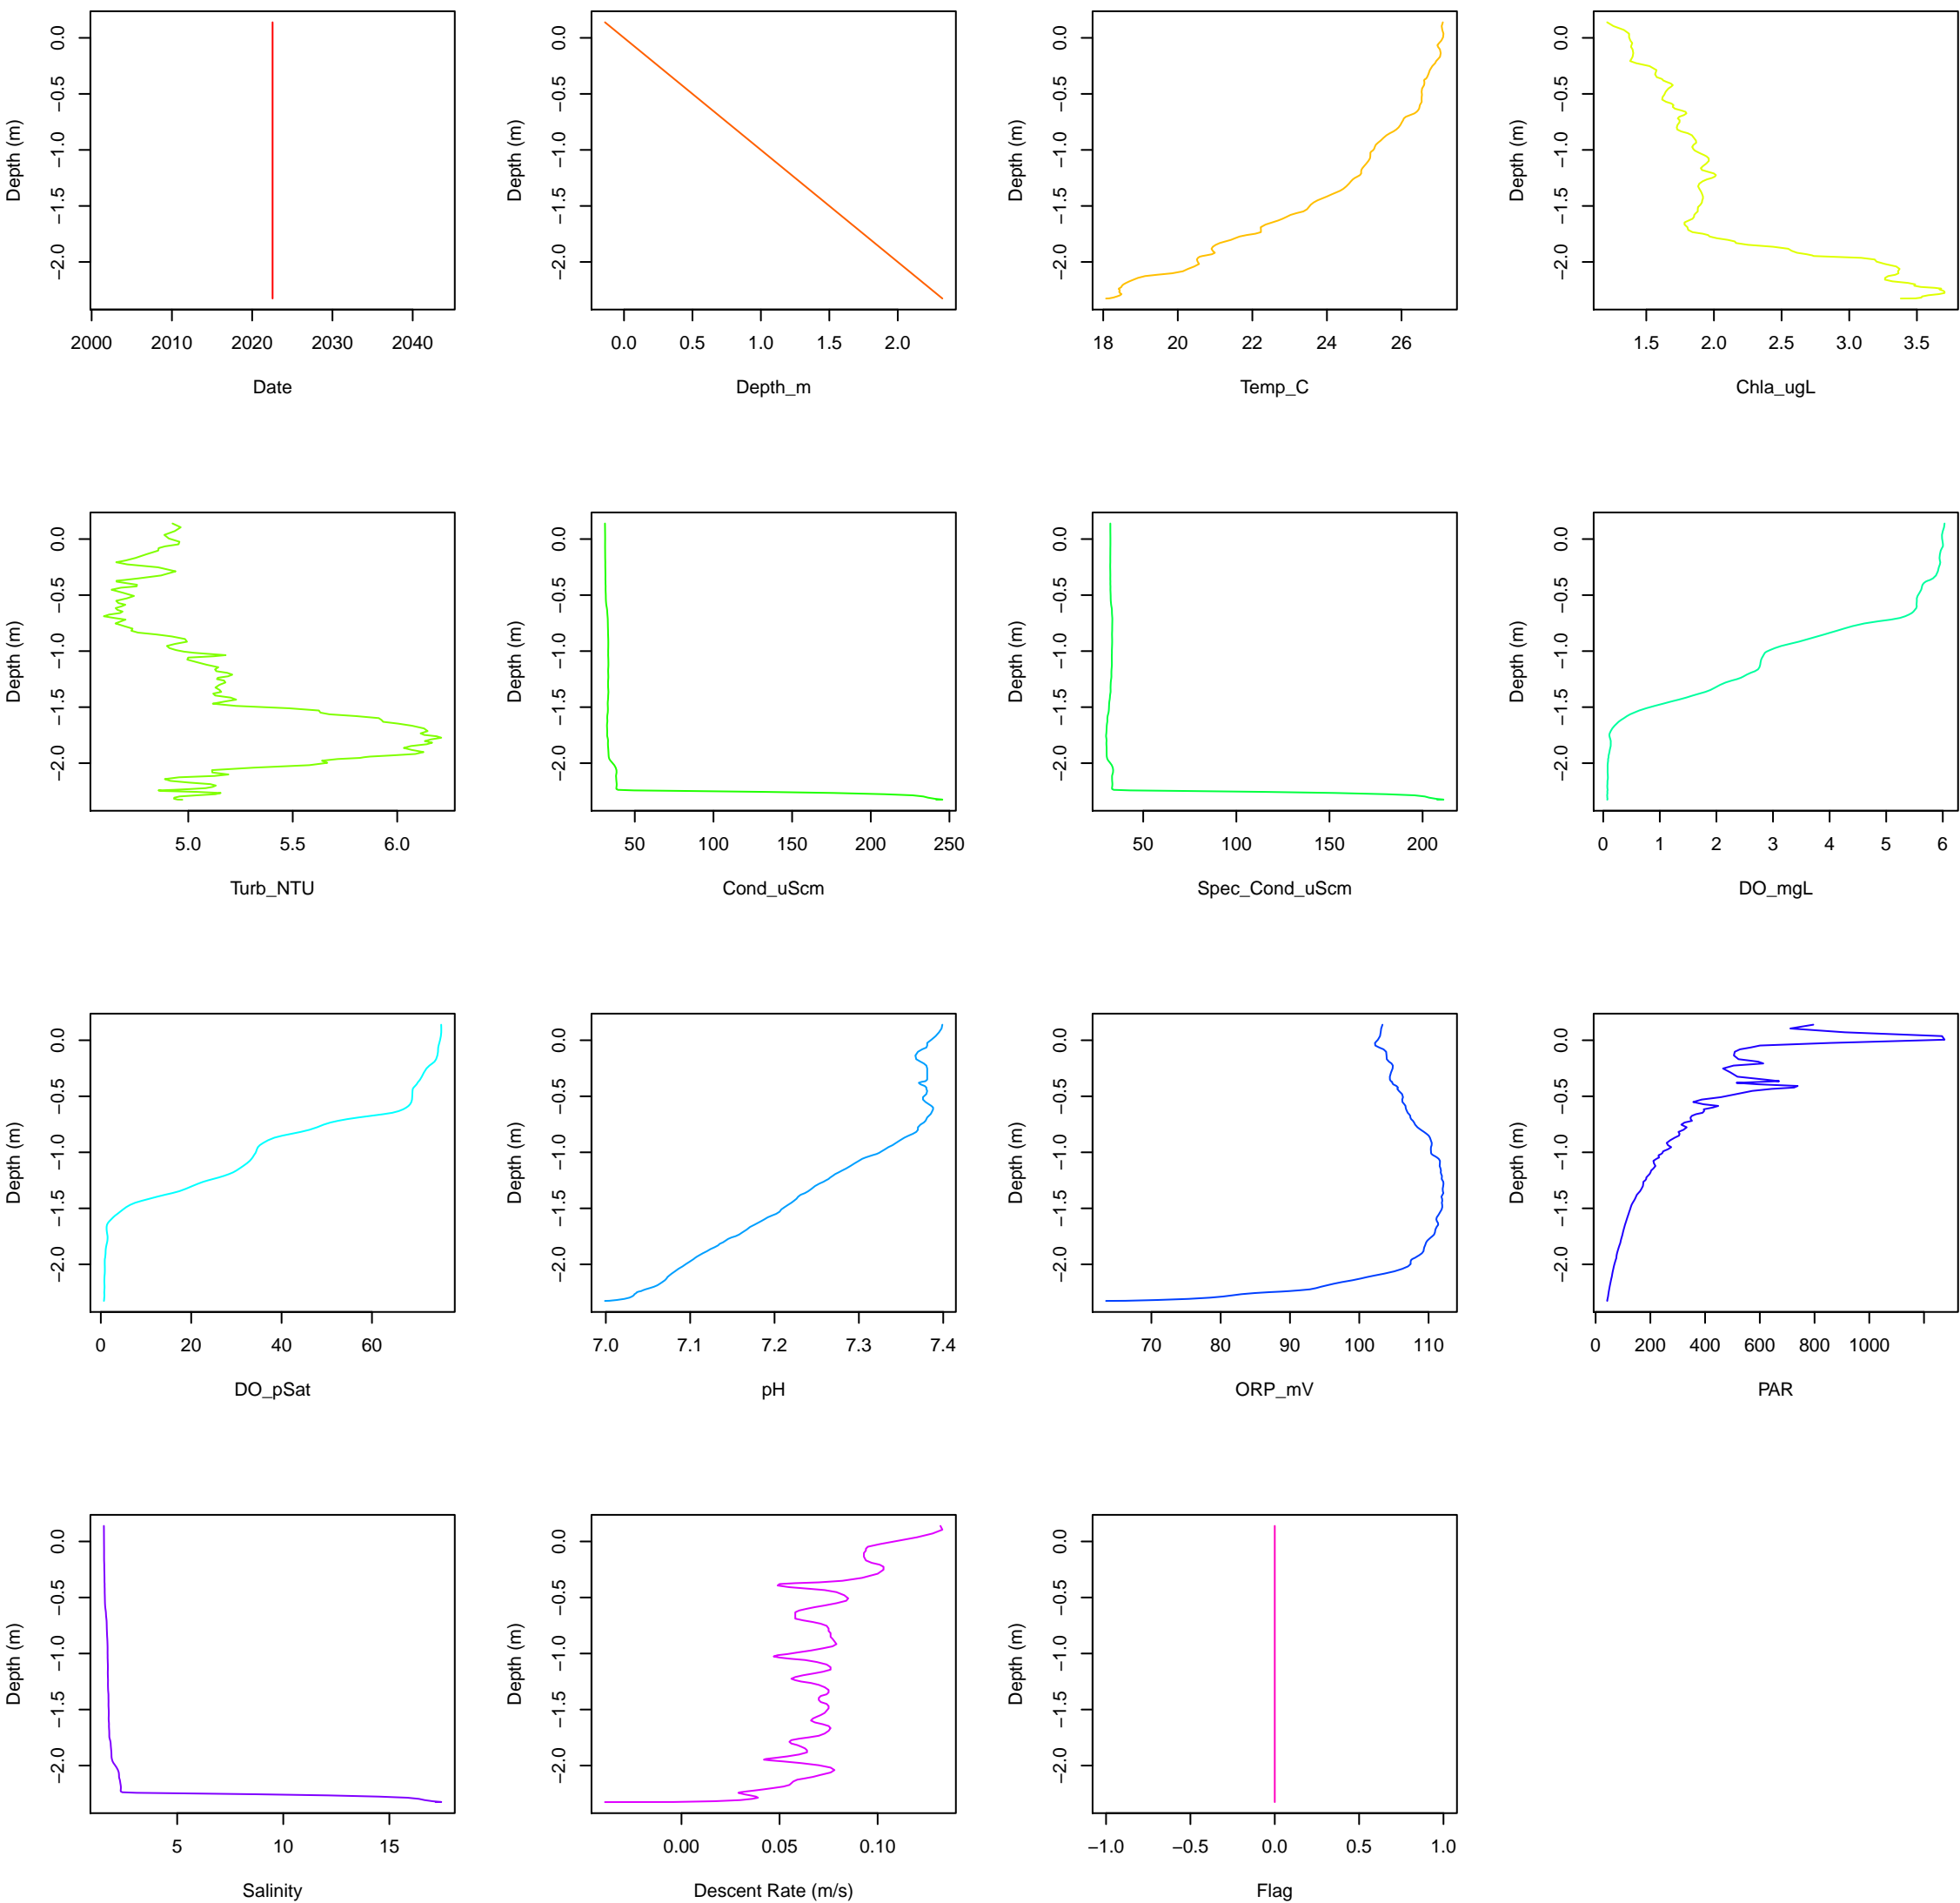 Depth (m)
0.0
−0.5
−1.0
−1.5
−2.0
2000 2010 2020 2030 2040
Date
Depth (m)
0.0
−0.5
−1.0
−1.5
−2.0
0.0 0.5 1.0 1.5 2.0
Depth_m
Depth (m)
0.0
−0.5
−1.0
−1.5
−2.0
18 20 22 24 26
Temp_C
Depth (m)
0.0
−0.5
−1.0
−1.5
−2.0
1.5 2.0 2.5 3.0 3.5
Chla_ugL
Depth (m)
0.0
−0.5
−1.0
−1.5
−2.0
5.0 5.5 6.0
Turb_NTU
Depth (m)
0.0
−0.5
−1.0
−1.5
−2.0
50 100 150 200 250
Cond_uScm
Depth (m)
0.0
−0.5
−1.0
−1.5
−2.0
50 100 150 200
Spec_Cond_uScm
Depth (m)
0.0
−0.5
−1.0
−1.5
−2.0
0 1 2 3 4 5 6
DO_mgL
Depth (m)
0.0
−0.5
−1.0
−1.5
−2.0
0 20 40 60
DO_pSat
Depth (m)
0.0
−0.5
−1.0
−1.5
−2.0
7.0 7.1 7.2 7.3 7.4
pH
Depth (m)
0.0
−0.5
−1.0
−1.5
−2.0
70 80 90 100 110
ORP_mV
Depth (m)
0.0
−0.5
−1.0
−1.5
−2.0
0 200 400 600 800 1000
PAR
Depth (m)
0.0
−0.5
−1.0
−1.5
−2.0
5 10 15
Salinity
Depth (m)
0.0
−0.5
−1.0
−1.5
−2.0
0.00 0.05 0.10
Descent Rate (m/s)
Depth (m)
0.0
−0.5
−1.0
−1.5
−2.0
−1.0 −0.5 0.0 0.5 1.0
Flag